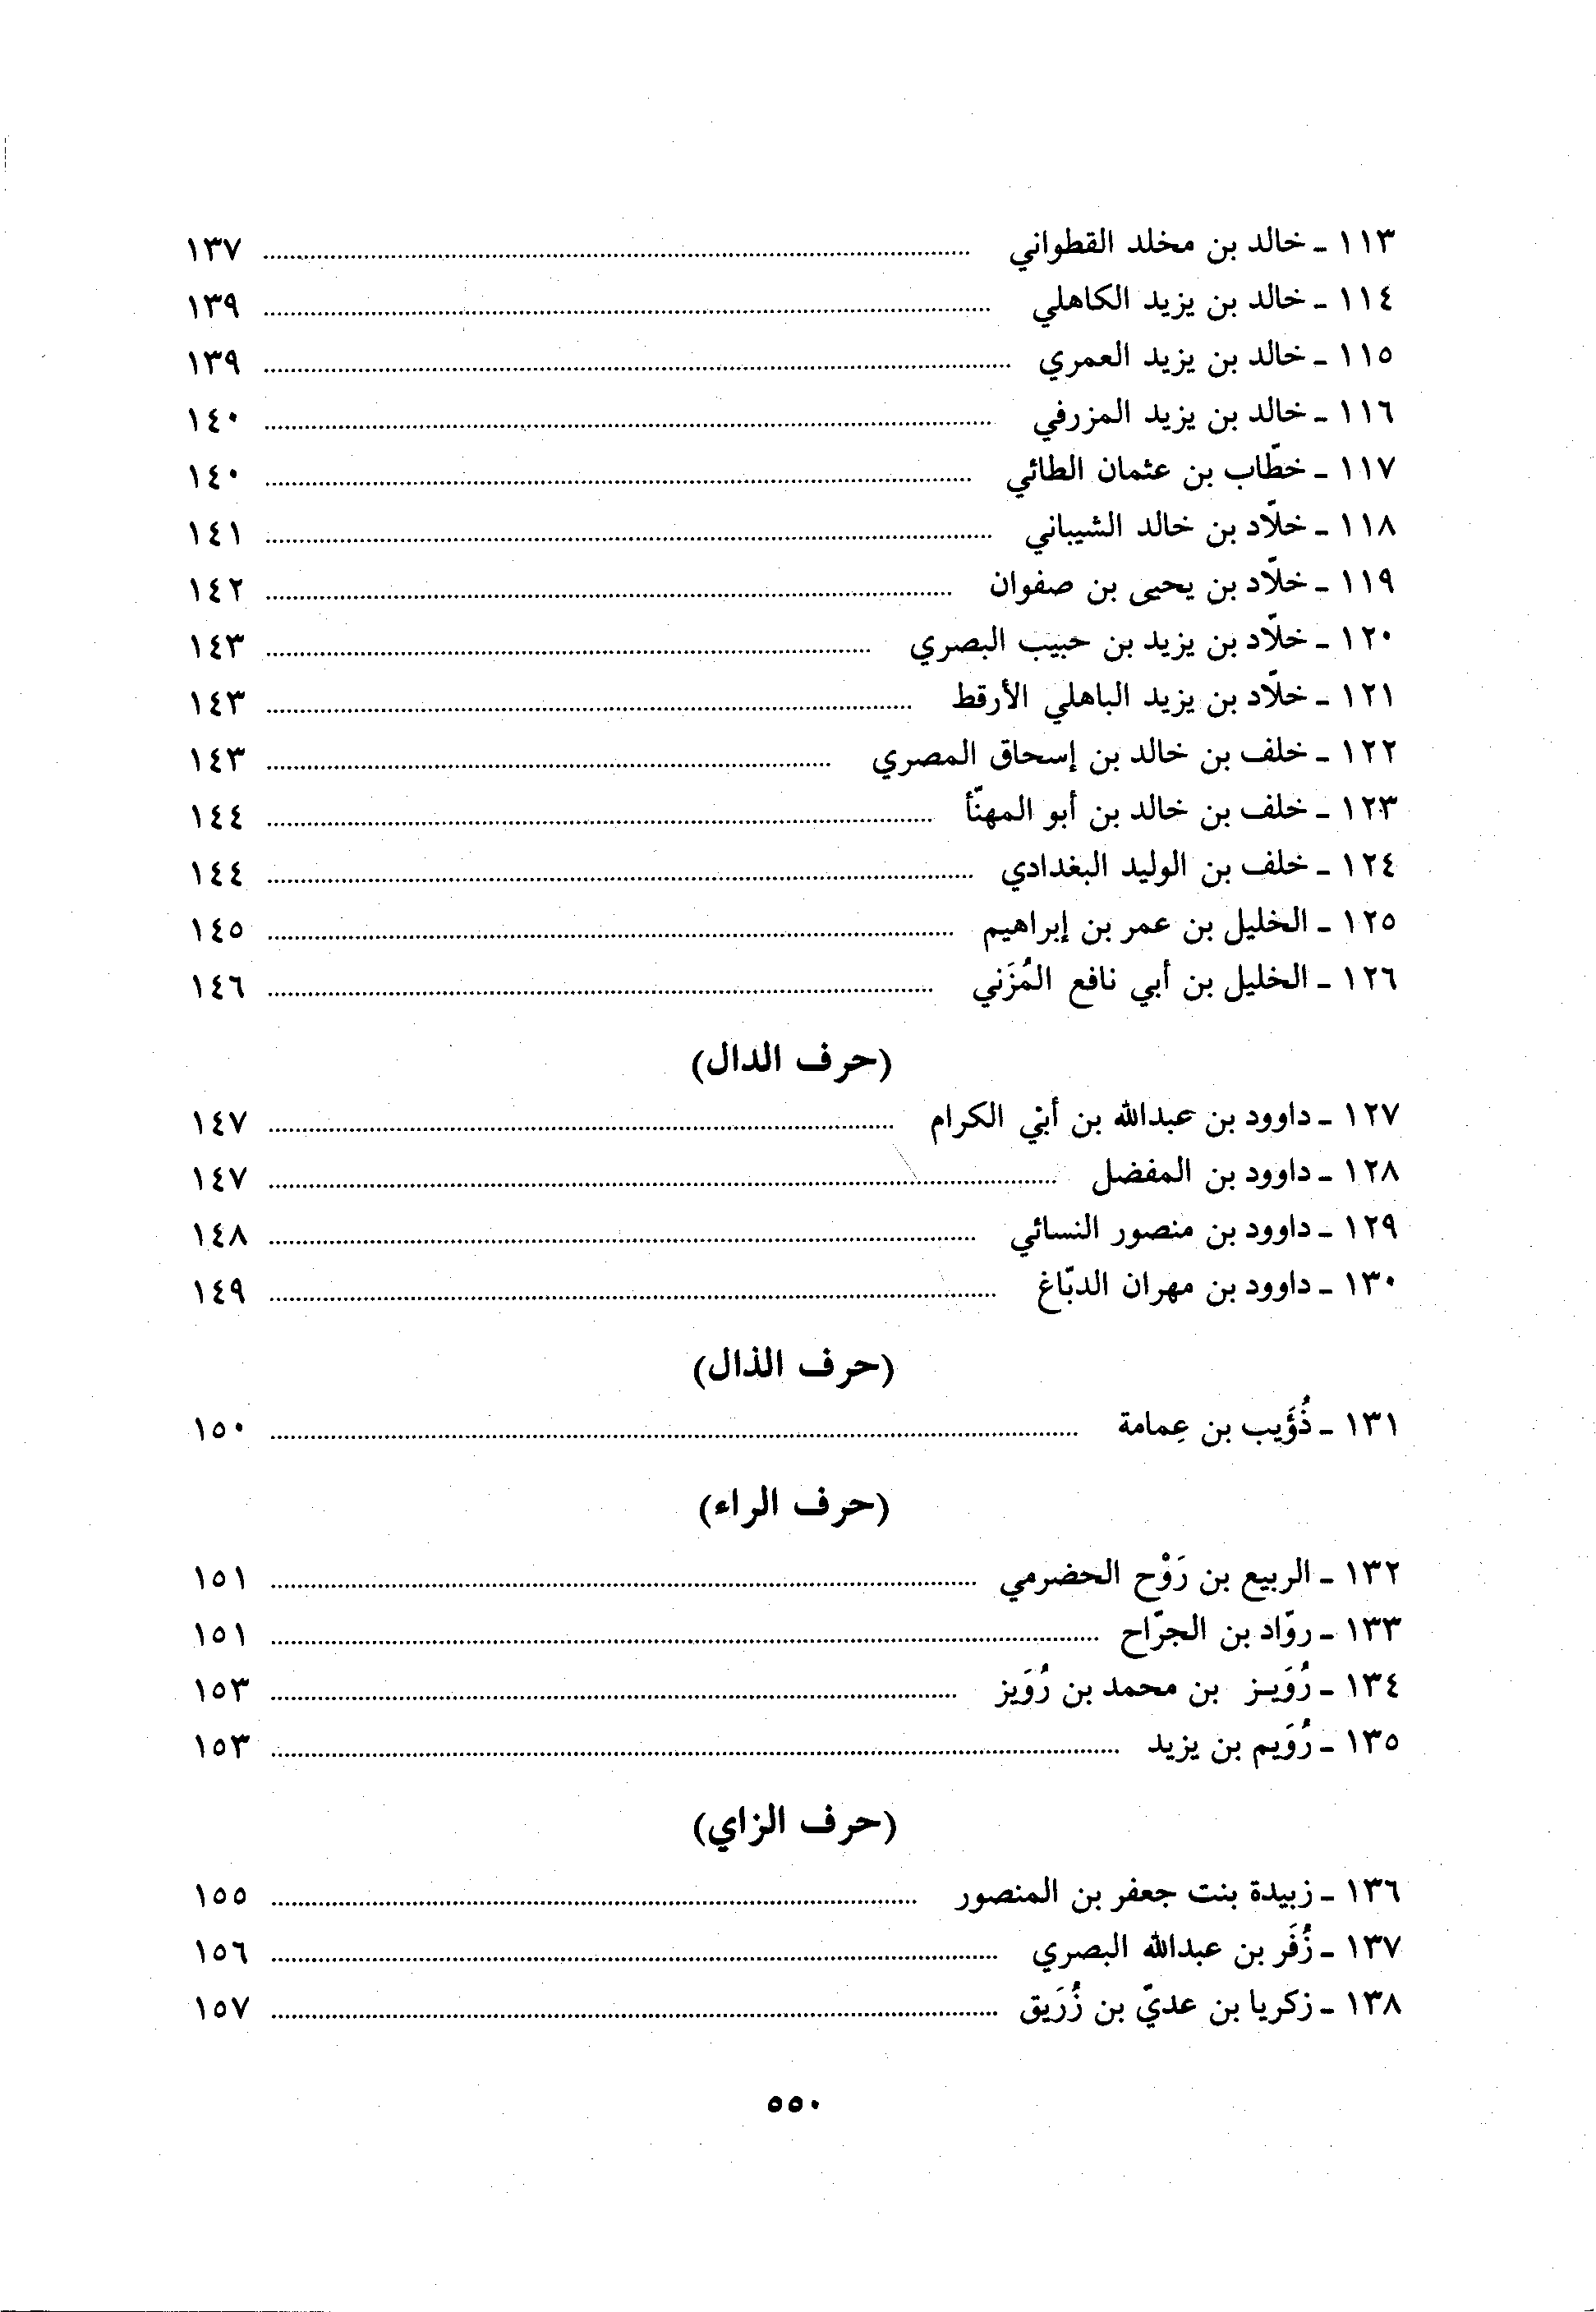 ١١٣ - خالد بن مخلد القطواني ........ ١٣٧
١١٤ - خالد بن يزيد الكاهلي ........ ١٣٩
١١٥ - خالد بن يزيد العمري ........ ١٣٩
١١٦ - خالد بن يزيد المزرفي ........ ١٤٠
١١٧ - خطّاب بن عثمان الطائي ........ ١٤٠
١١٨ - خلّاد بن خالد الشيباني ........ ١٤١
١١٩ - خلّاد بن يحيى بن صفوان ........ ١٤٢
١٢٠ - خلّاد بن يزيد بن حبيب البصري ........ ١٤٣
١٢١ - خلّاد بن يزيد الباهلي الأرقط ........ ١٤٣
١٢٢ - خلف بن خالد بن إسحاق المصري ........ ١٤٣
١٢٣ - خلف بن خالد بن أبو المهنّأ ........ ١٤٤
١٢٤ - خلف بن الوليد البغدادي ........ ١٤٤
١٢٥ - الخليل بن عمر بن إبراهيم ........ ١٤٥
١٢٦ - الخليل بن أبي نافع المُزَني ........ ١٤٦
(حرف الدال)
١٢٧ - داوود بن عبدالله بن أبي الكرام ........ ١٤٧
١٢٨ - داوود بن المفضل ........ ١٤٧
١٢٩ - داوود بن منصور النسائي ........ ١٤٨
١٣٠ - داوود بن مهران الدبّاغ ........ ١٤٩
(حرف الذال)
١٣١ - ذُؤَيب بن عِمامة ........ ١٥٠
(حرف الراء)
١٣٢ - الربيع بن رَوْح الحضرمي ........ ١٥١
١٣٣ - روّاد بن الجرّاح ........ ١٥١
١٣٤ - رُوَيـز بن محمد بن رُوَيز ........ ١٥٣
١٣٥ - رُوَيم بن يزيد ........ ١٥٣
(حرف الزاي)
١٣٦ - زبيدة بنت جعفر بن المنصور ........ ١٥٥
١٣٧ - زُفَر بن عبدالله البصري ........ ١٥٦
١٣٨ - زكريا بن عديّ بن زُرَيق ........ ١٥٧
٥٥٠